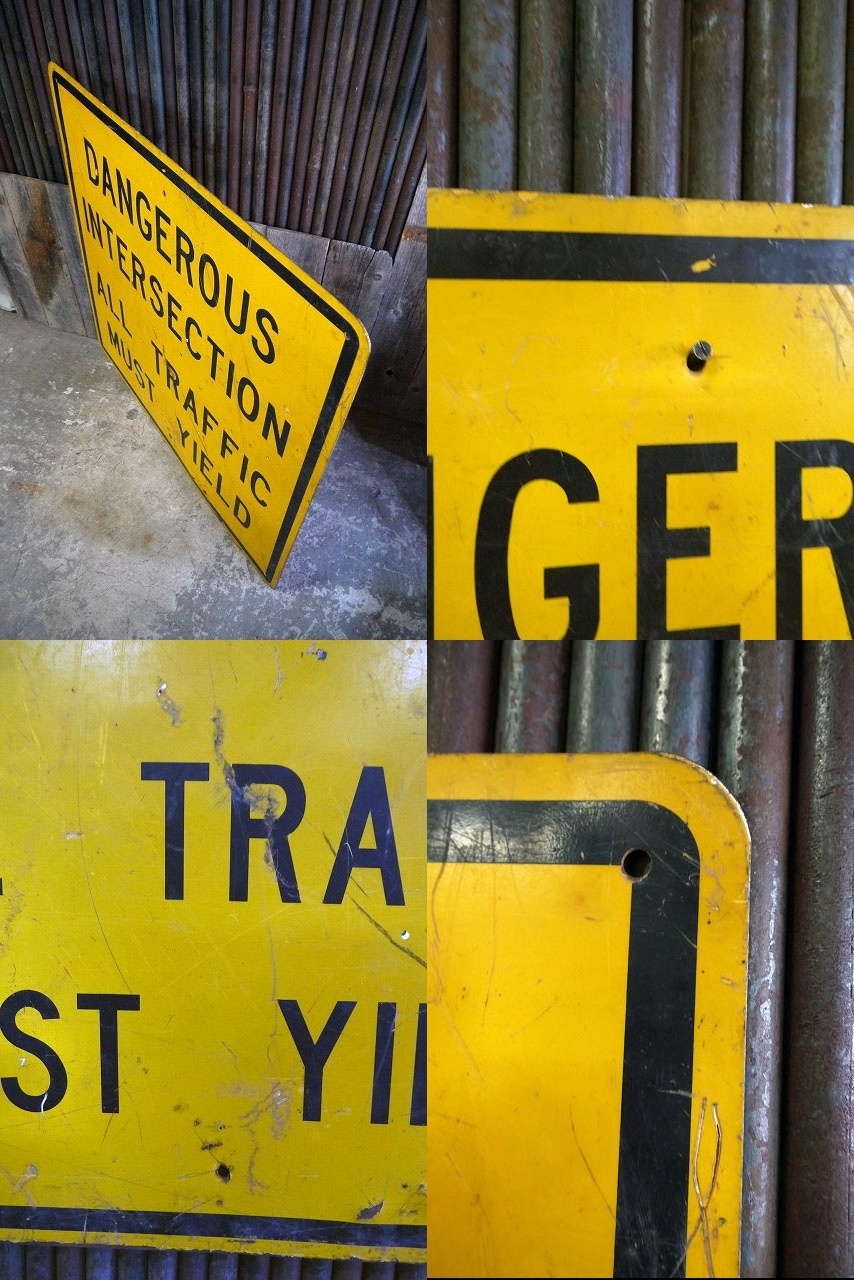 DANGEROUS
INTERSECTION
ALL TRAFFIC
MUST YIELD
GER
TRA
ST YI